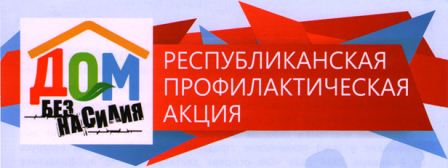 ДОМ
БЕЗ
НАСИЛИЯ
РЕСПУБЛИКАНСКАЯ
ПРОФИЛАКТИЧЕСКАЯ
АКЦИЯ